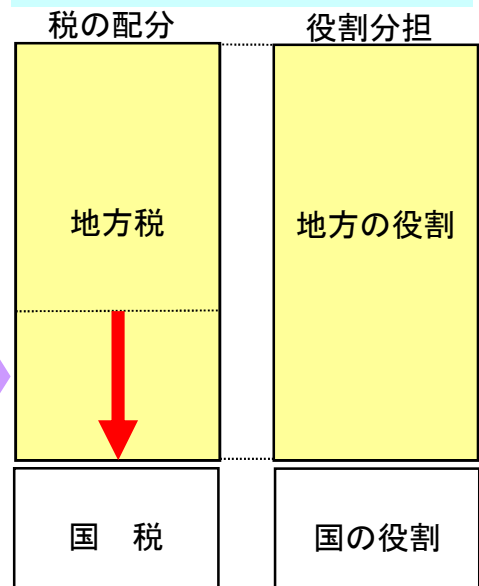 税の配分
役割分担
地方税
地方の役割
国 税
国の役割